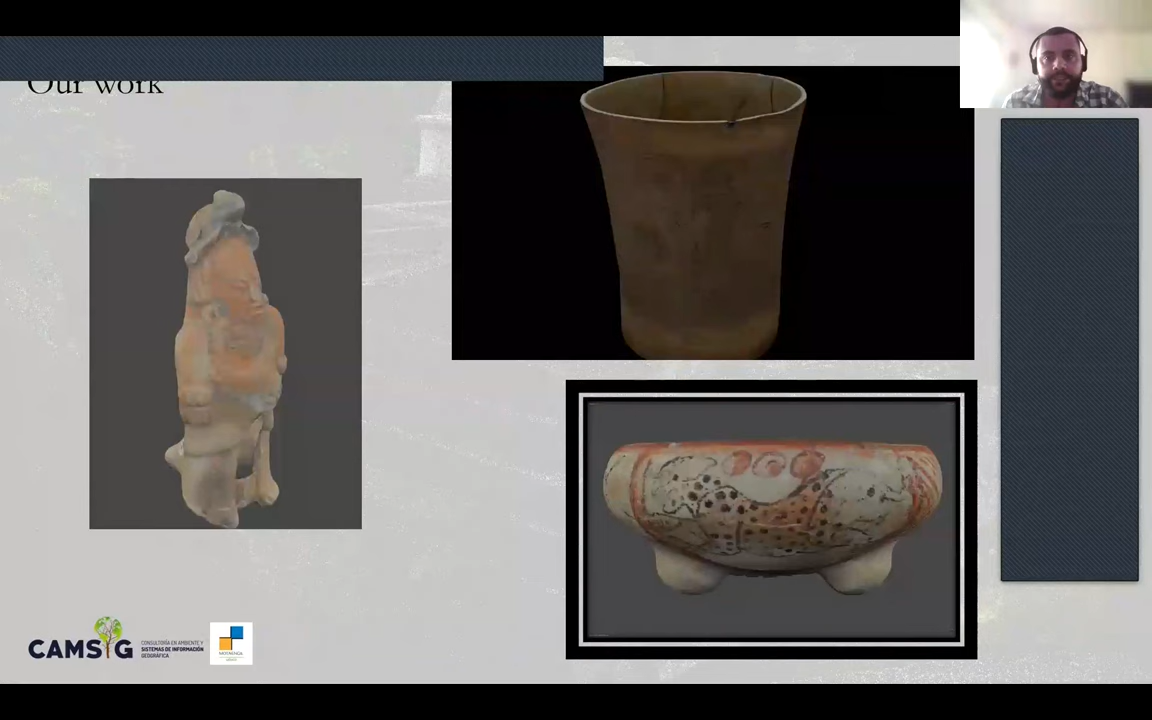 Our work
CAMSIG
CONSULTORÍA EN AMBIENTE Y
SISTEMAS DE INFORMACIÓN
GEOGRÁFICA